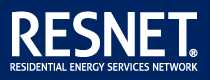 RESNET®
RESIDENTIAL ENERGY SERVICES NETWORK